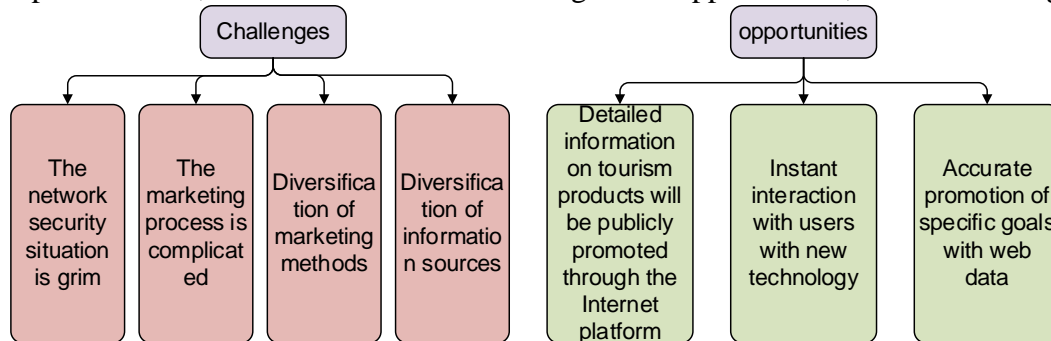 Challenges
opportunities
The
network
security
situation
is grim
The
marketing
process is
complicat
ed
Diversifica
tion of
marketing
methods
Diversifica
tion of
informatio
n sources
Detailed
information
on tourism
products will
be publicly
promoted
through the
Internet
platform
Instant
interaction
with users
with new
technology
Accurate
promotion of
specific goals
with web
data